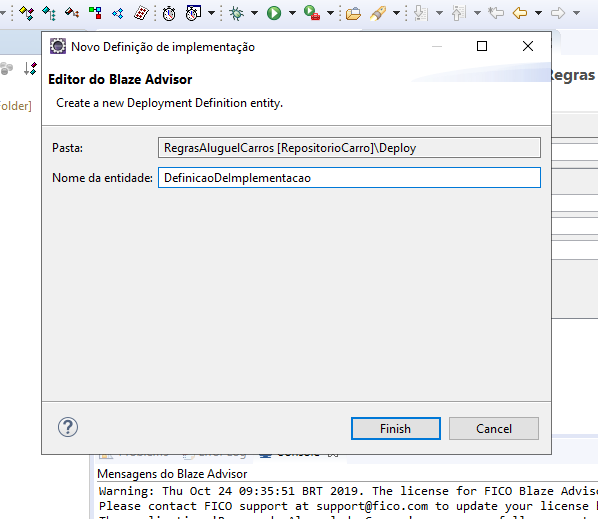 Novo Definição de implementação
Editor do Blaze Advisor
Create a new Deployment Definition entity.
Regras
Folder]
Pasta: RegrasAluguelCarros [RepositorioCarro]\Deploy
Nome da entidade: DefinicaoDeImplementacao
? Finish Cancel
Console
Mensagens do Blaze Advisor
Warning: Thu Oct 24 09:35:51 BRT 2019. The license for FICO Blaze Adviso
Please contact FICO support at support@fico.com to update your license k